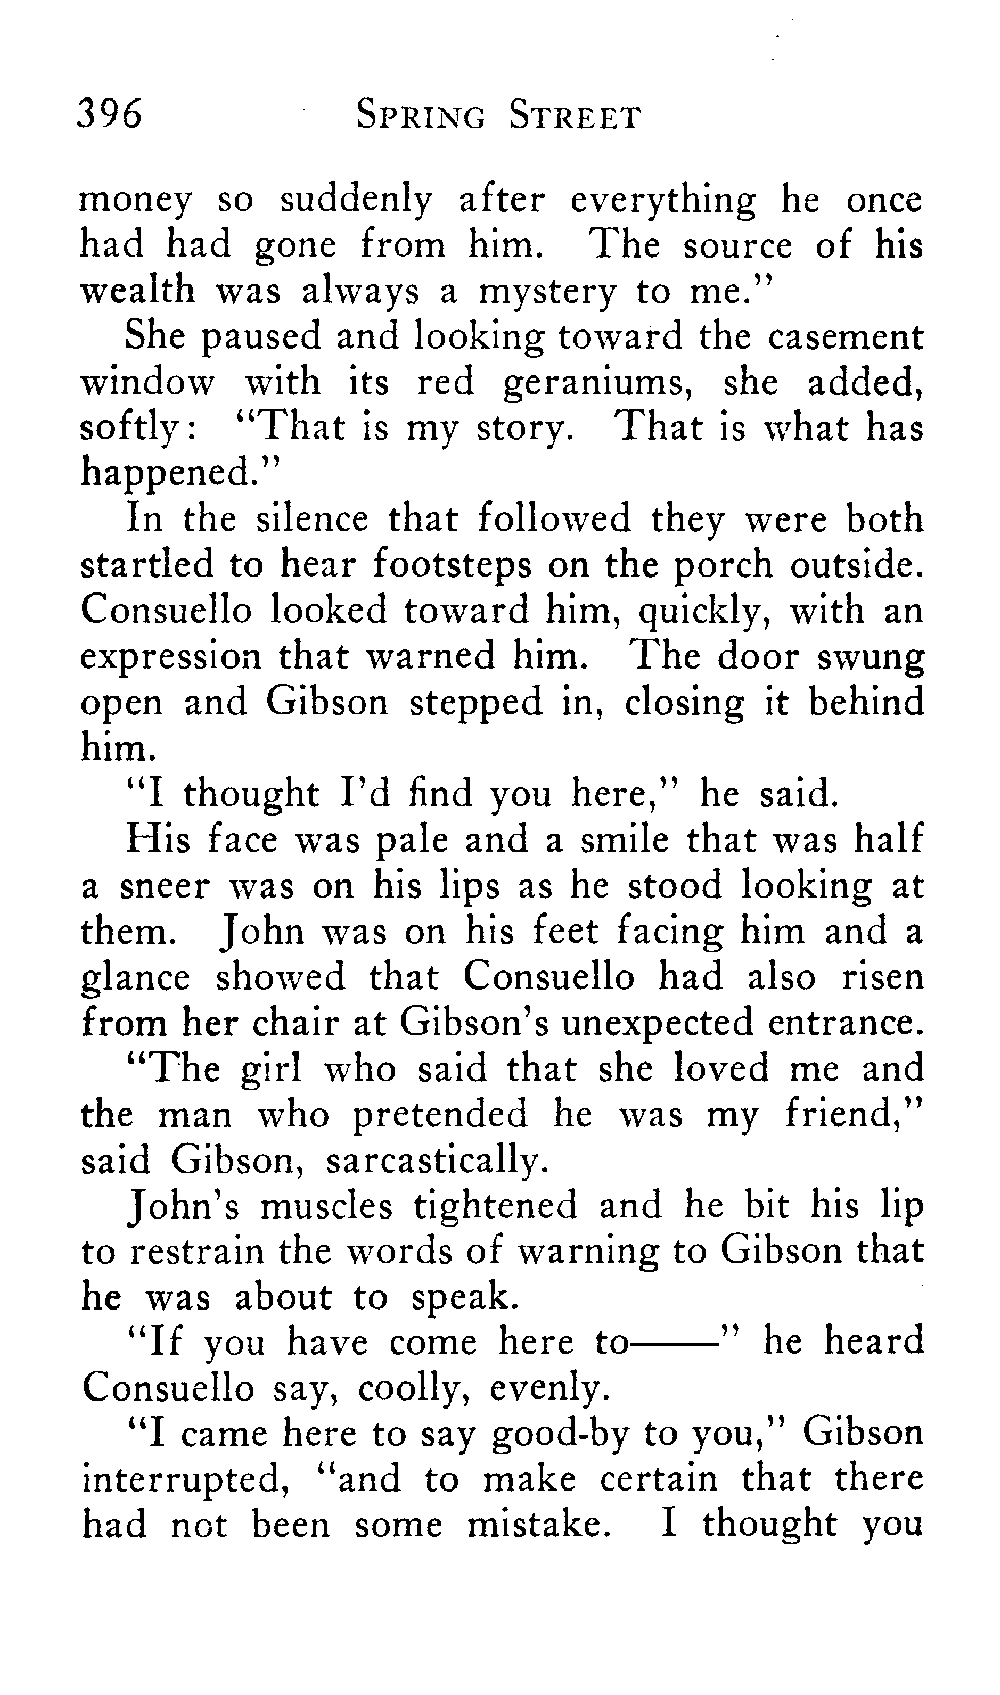 396 SPRING STREET
money so suddenly after everything he once
had had gone from him. The source of his
wealth was always a mystery to me."
She paused and looking toward the casement
window with its red geraniums, she added,
softly: "That is my story. That is what has
happened."
In the silence that followed they were both
startled to hear footsteps on the porch outside.
Consuello looked toward him, quickly, with an
expression that warned him. The door swung
open and Gibson stepped in, closing it behind
him.
"I thought I'd find you here," he said.
His face was pale and a smile that was half
a sneer was on his lips as he stood looking at
them. John was on his feet facing him and a
glance showed that Consuello had also risen
from her chair at Gibson's unexpected entrance.
"The girl who said that she loved me and
the man who pretended he was my friend,"
said Gibson, sarcastically.
John's muscles tightened and he bit his lip
to restrain the words of warning to Gibson that
he was about to speak.
"If you have come here to——" he heard
Consuello say, coolly, evenly.
"I came here to say good-by to you," Gibson
interrupted, "and to make certain that there
had not been some mistake. I thought you